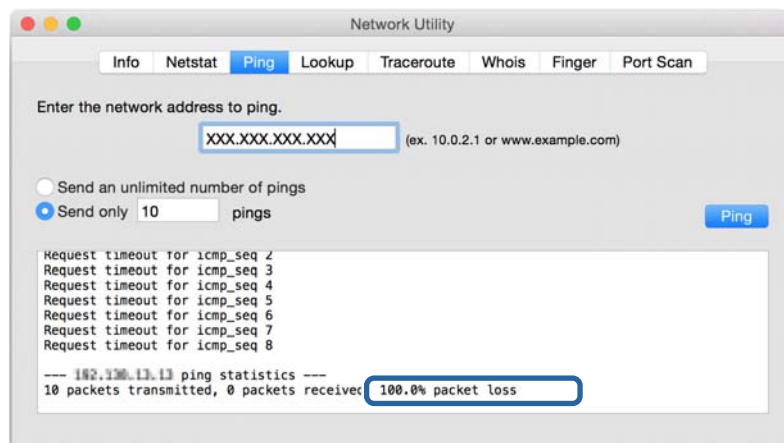 Network Utility
Info Netstat Ping Lookup Traceroute Whois Finger Port Scan
Enter the network address to ping.
XXX.XXX.XXX.XXX (ex. 10.0.2.1 or www.example.com)
Send an unlimited number of pings
Send only 10 pings
Ping
Request timeout for icmp_seq 2
Request timeout for icmp_seq 3
Request timeout for icmp_seq 4
Request timeout for icmp_seq 5
Request timeout for icmp_seq 6
Request timeout for icmp_seq 7
Request timeout for icmp_seq 8
--- ping statistics ---
10 packets transmitted, 0 packets received 100.0% packet loss